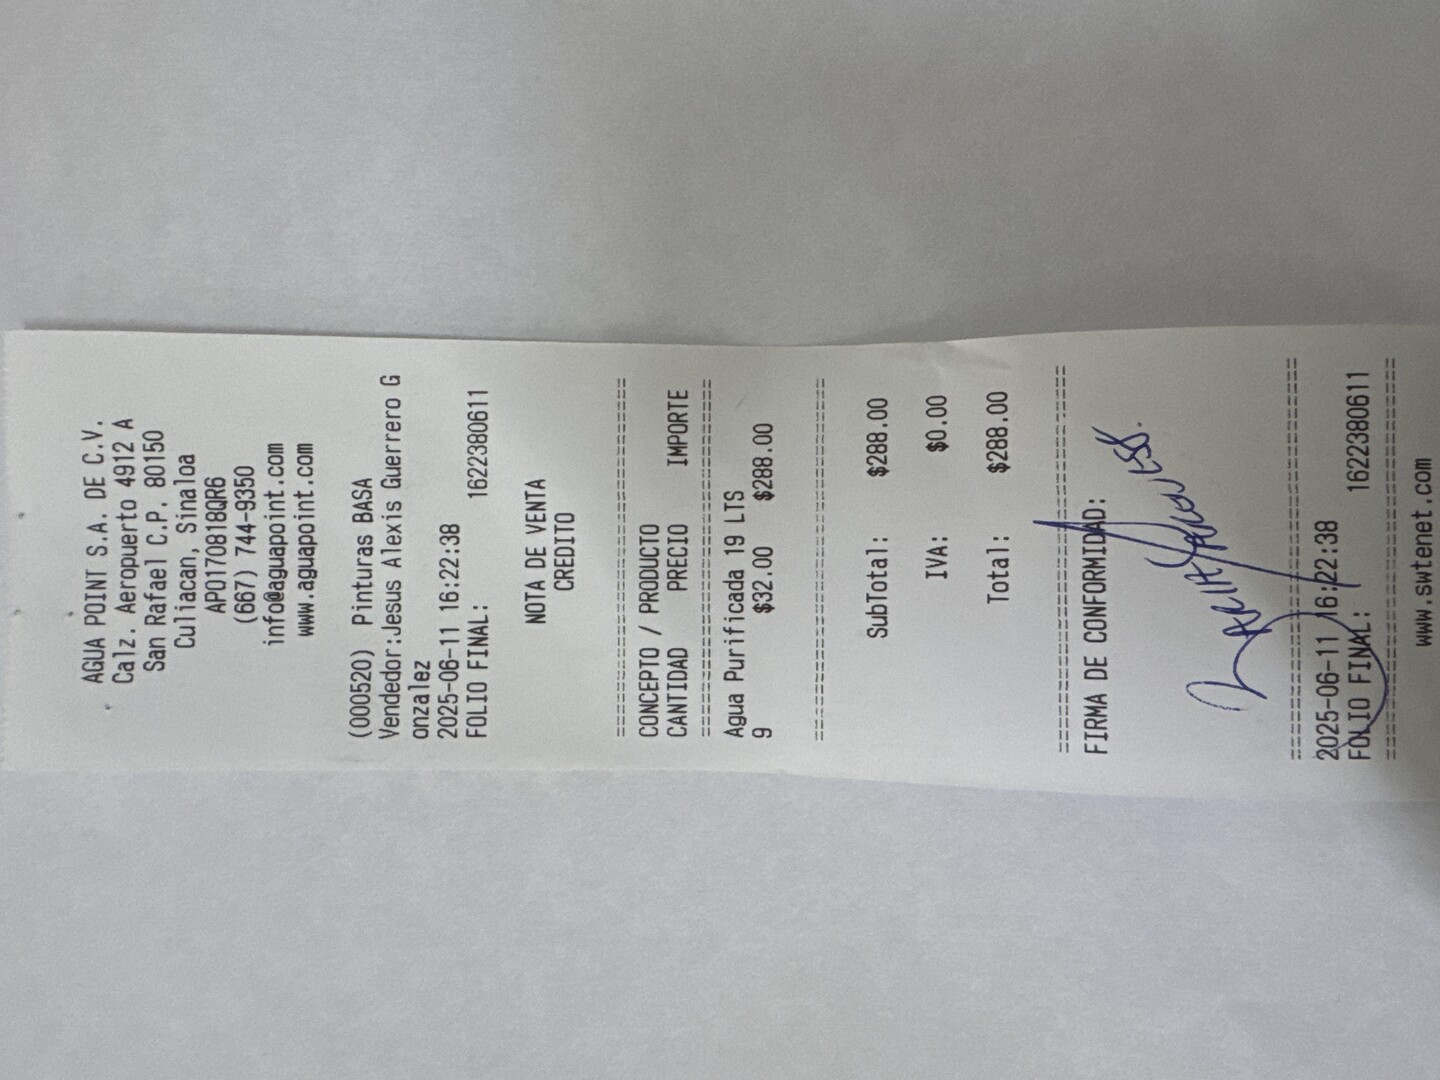 AGUA POINT S.A. DE C.V.
Calz. Aeropuerto 4912 A
San Rafael C.P. 80150
Culiacan, Sinaloa
APO170818QR6
(667) 744-9350
info@aguapoint.com
www.aguapoint.com
(000520) Pinturas BASA
Vendedor:Jesus Alexis Guerrero G
onzalez
2025-06-11 16:22:38
FOLIO FINAL: 1622380611
NOTA DE VENTA
CREDITO
================================
CONCEPTO / PRODUCTO
CANTIDAD PRECIO IMPORTE
================================
Agua Purificada 19 LTS
9 $32.00 $288.00
================================
SubTotal: $288.00
IVA: $0.00
Total: $288.00
================================
FIRMA DE CONFORMIDAD:
================================
2025-06-11 16:22:38
FOLIO FINAL: 1622380611
================================
www.swtenet.com